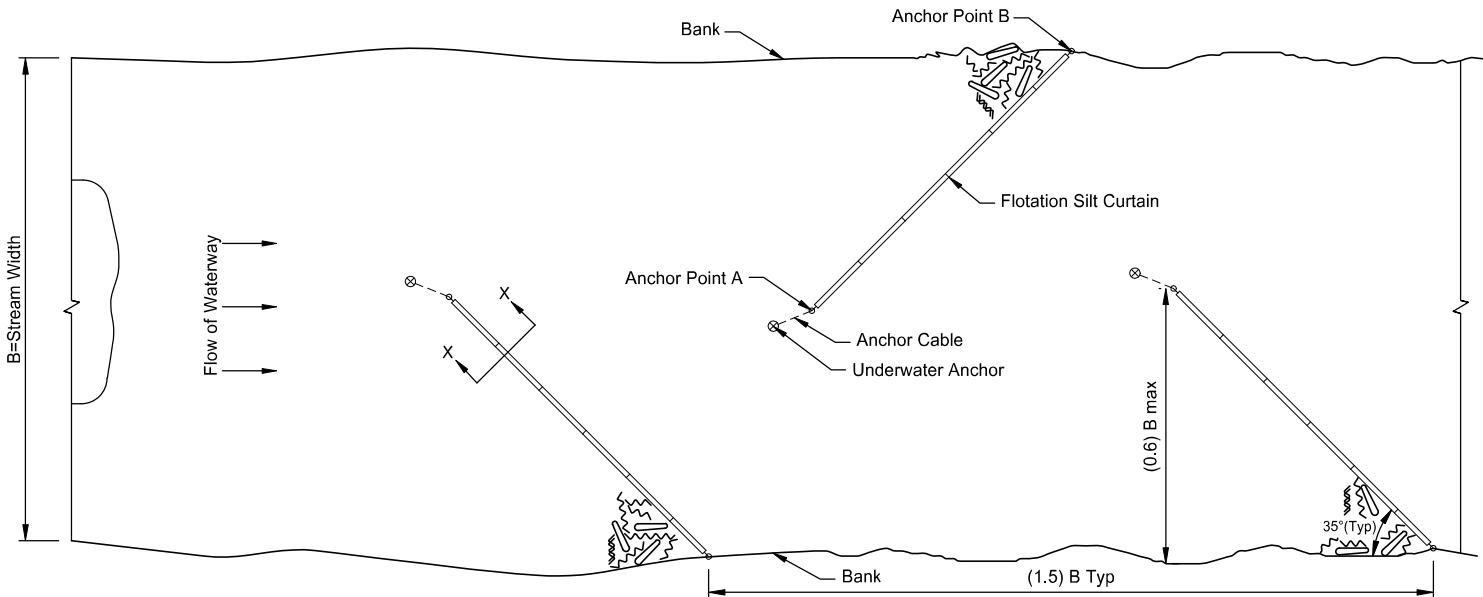 Anchor Point B
Bank
Flotation Silt Curtain
B=Stream Width
Flow of Waterway
Anchor Point A
X
X
Anchor Cable
Underwater Anchor
(0.6) B max
35°(Typ)
Bank
(1.5) B Typ